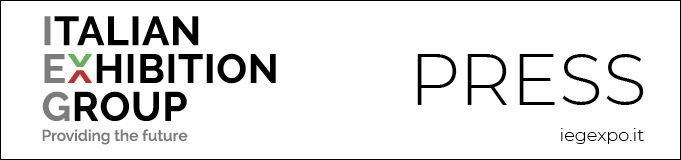 ITALIAN
EXHIBITION
GROUP
Providing the future
PRESS
iegexpo.it